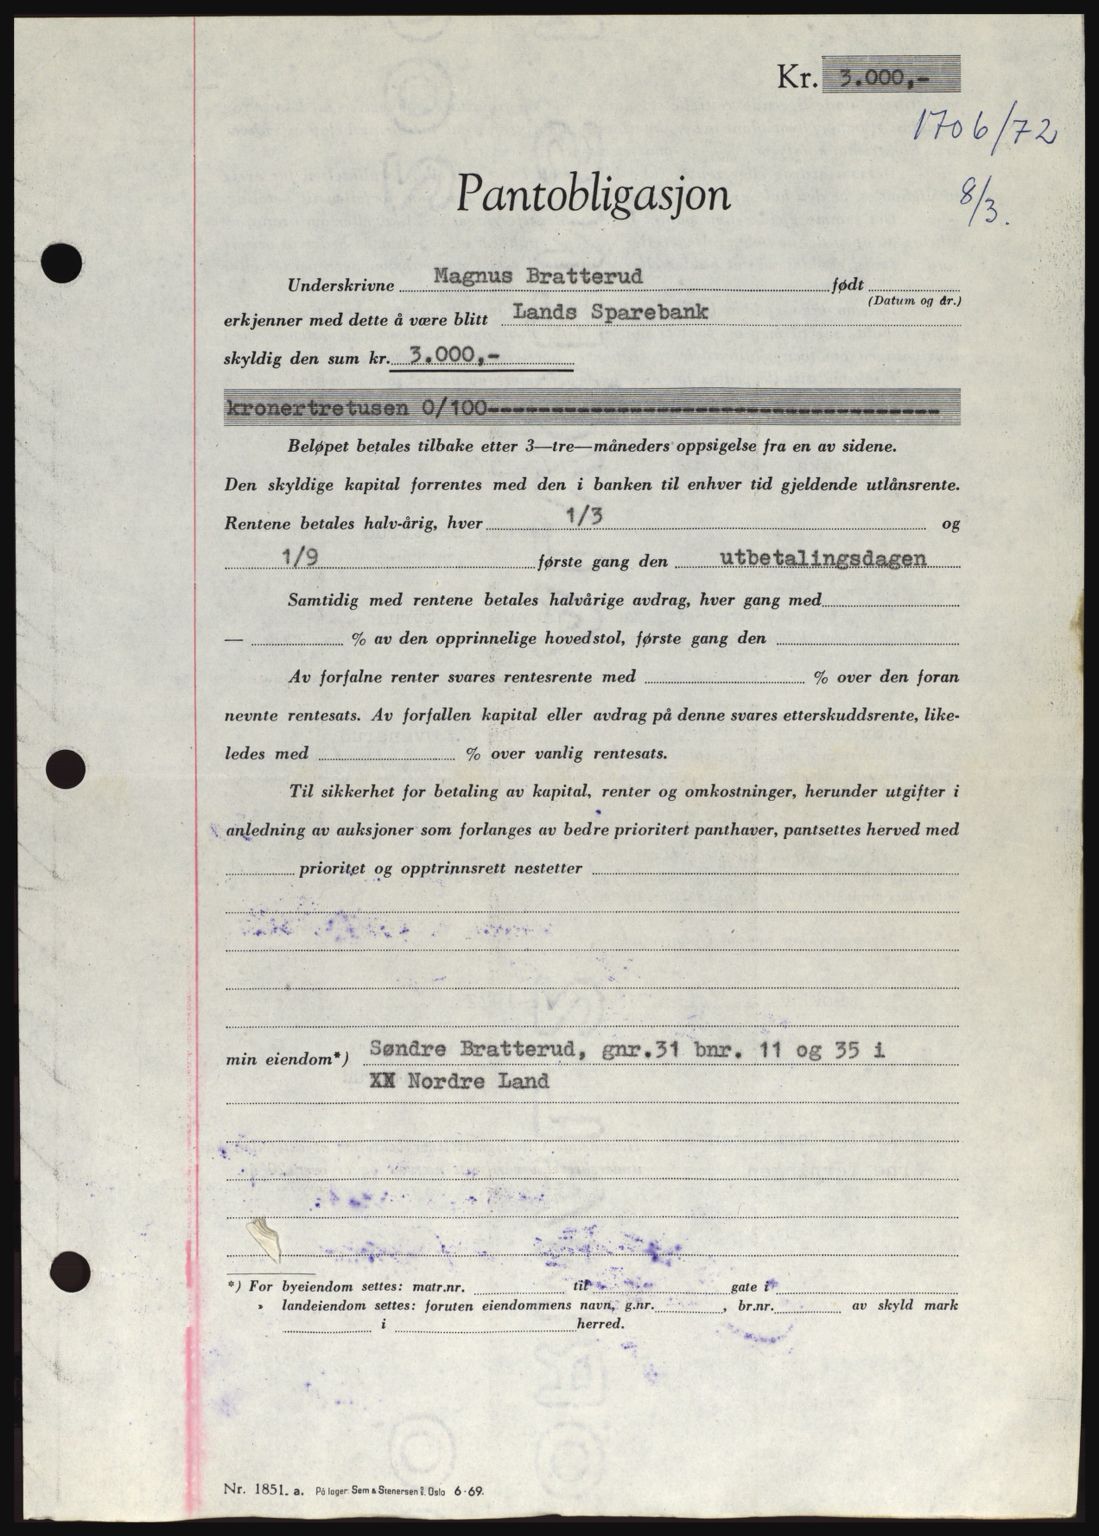 Kr. 3.000,-
1706/72
8/3.
Pantobligasjon
Underskrivne Magnus Bratterud født
(Datum og år.)
erkjenner med dette å være blitt Lands Sparebank
skyldig den sum kr. 3.000,-
kronertretusen 0/100-------------------------------------
Beløpet betales tilbake etter 3—tre—måneders oppsigelse fra en av sidene.
Den skyldige kapital forrentes med den i banken til enhver tid gjeldende utlånsrente.
Rentene betales halv-årig, hver 1/3 og
1/9 første gang den utbetalingsdagen
Samtidig med rentene betales halvårige avdrag, hver gang med
— % av den opprinnelige hovedstol, første gang den
Av forfalne renter svares rentesrente med % over den foran
nevnte rentesats. Av forfallen kapital eller avdrag på denne svares etterskuddsrente, like-
ledes med % over vanlig rentesats.
Til sikkerhet for betaling av kapital, renter og omkostninger, herunder utgifter i
anledning av auksjoner som forlanges av bedre prioritert panthaver, pantsettes herved med
prioritet og opptrinnsrett nestetter
min eiendom*) Søndre Bratterud, gnr.31 bnr. 11 og 35 i
XX Nordre Land
*) For byeiendom settes: matr.nr. til gate i
» landeiendom settes: foruten eiendommens navn, g.nr. , br.nr. av skyld mark
i herred.
Nr. 1851. a. På lager: Sem & Stenersen A/S, Oslo 6-69.